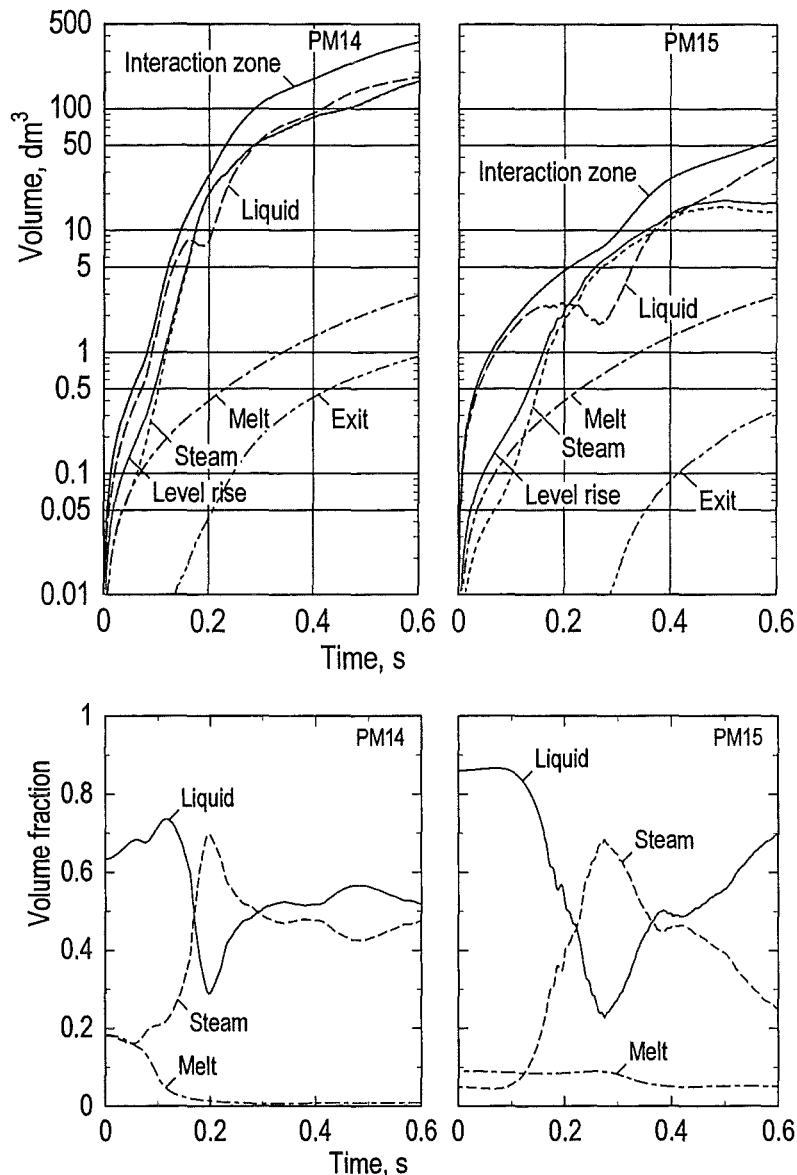 PM14
PM15
500
100
50
10
5
1
0.5
0.1
0.05
0.01
Volume, dm³
Interaction zone
Liquid
Melt
Exit
Steam
Level rise
Interaction zone
Liquid
Melt
Steam
Level rise
Exit
0 0.2 0.4 0.6
0 0.2 0.4 0.6
Time, s
1
0.8
0.6
0.4
0.2
0
Volume fraction
PM14
Liquid
Steam
Melt
PM15
Liquid
Steam
Melt
0 0.2 0.4 0.6
0 0.2 0.4 0.6
Time, s